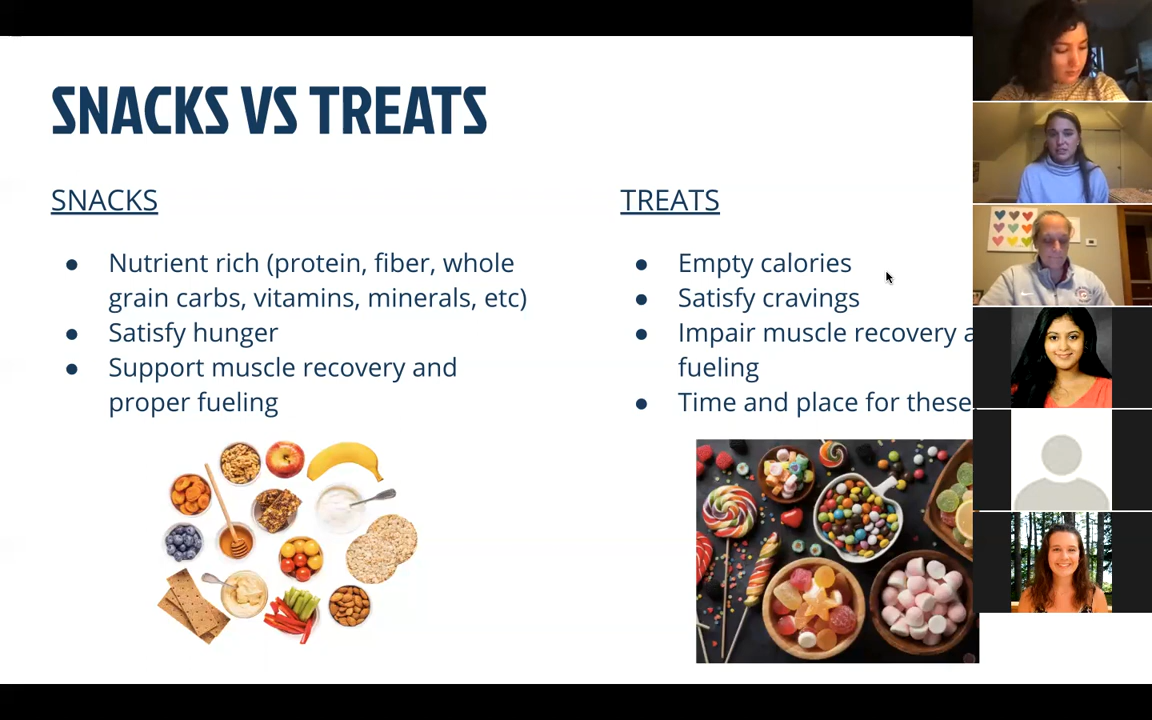 SNACKS VS TREATS
SNACKS
● Nutrient rich (protein, fiber, whole
grain carbs, vitamins, minerals, etc)
● Satisfy hunger
● Support muscle recovery and
proper fueling
TREATS
● Empty calories
● Satisfy cravings
● Impair muscle recovery
fueling
● Time and place for these